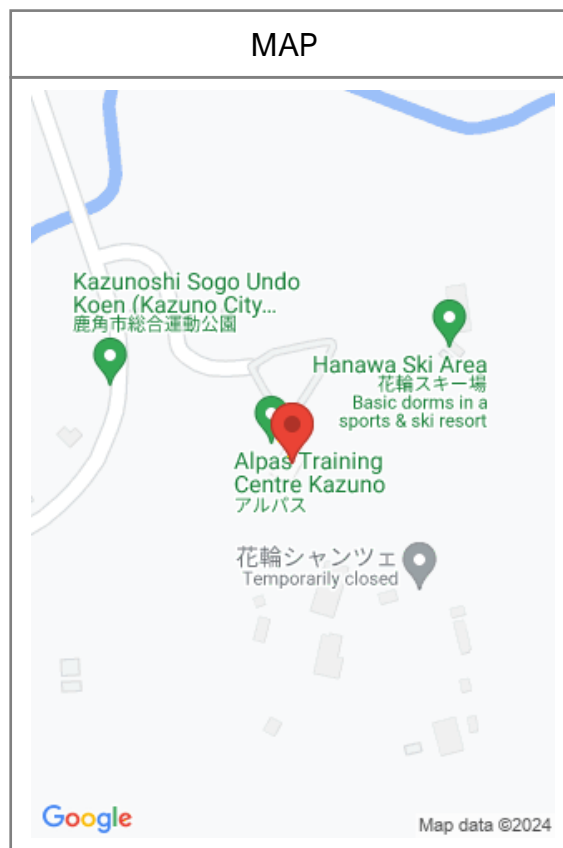 MAP
Kazunoshi Sogo Undo
Koen (Kazuno City...
鹿角市総合運動公園
Hanawa Ski Area
花輪スキー場
Basic dorms in a
sports & ski resort
Alpas Training
Centre Kazuno
アルパス
花輪シャンツェ
Temporarily closed
Google
Map data ©2024